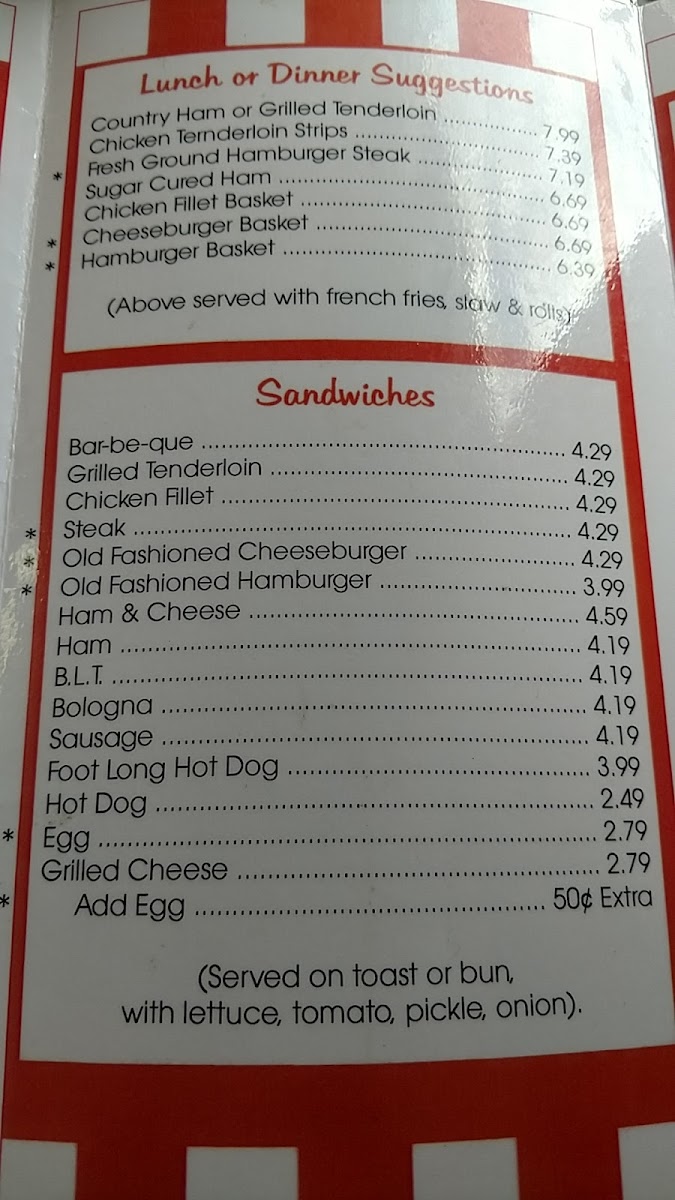 Lunch or Dinner Suggestions
Country Ham or Grilled Tenderloin ................ 7.99
Chicken Ternderloin Strips ................ 7.39
* Fresh Ground Hamburger Steak ................ 7.19
Sugar Cured Ham ................ 6.69
Chicken Fillet Basket ................ 6.69
* Cheeseburger Basket ................ 6.69
* Hamburger Basket ................ 6.39
(Above served with french fries, slaw & rolls)
Sandwiches
Bar-be-que ................ 4.29
Grilled Tenderloin ................ 4.29
Chicken Fillet ................ 4.29
* Steak ................ 4.29
* Old Fashioned Cheeseburger ................ 4.29
* Old Fashioned Hamburger ................ 3.99
Ham & Cheese ................ 4.59
Ham ................ 4.19
B.L.T. ................ 4.19
Bologna ................ 4.19
Sausage ................ 4.19
Foot Long Hot Dog ................ 3.99
Hot Dog ................ 2.49
* Egg ................ 2.79
Grilled Cheese ................ 2.79
* Add Egg ................ 50¢ Extra
(Served on toast or bun,
with lettuce, tomato, pickle, onion).